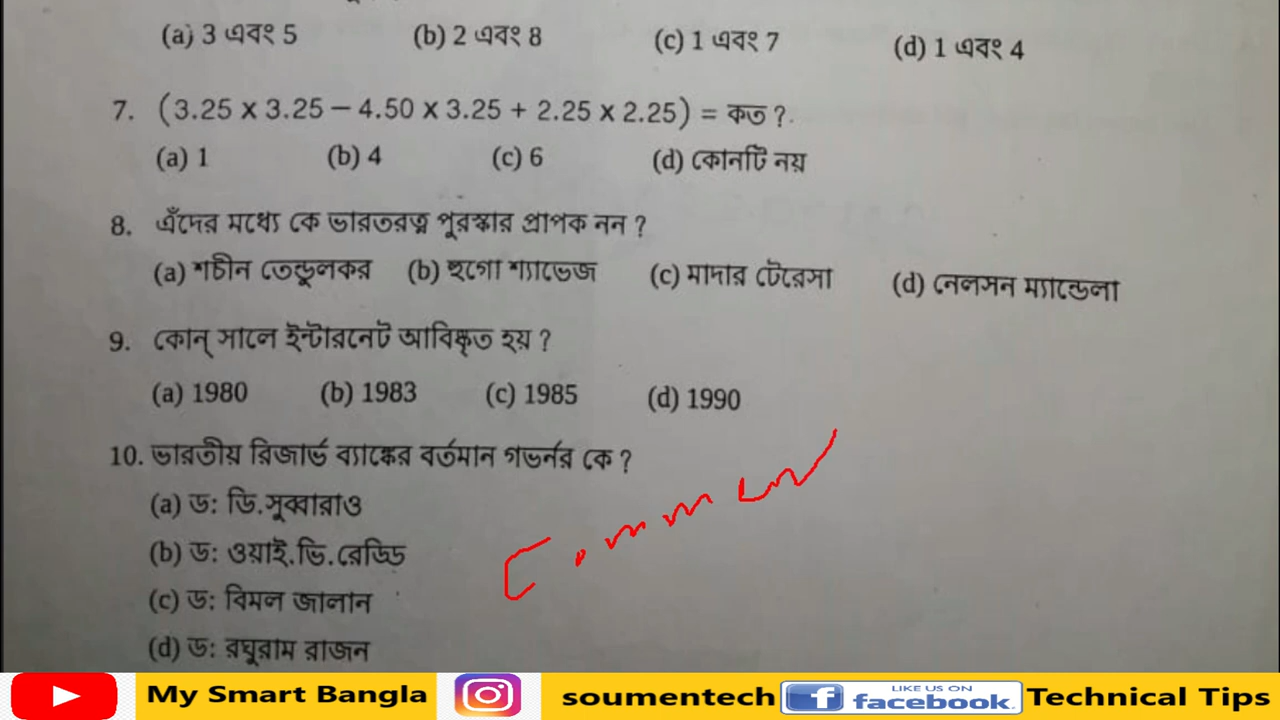 (a) 3 এবং 5 (b) 2 এবং 8 (c) 1 এবং 7 (d) 1 এবং 4
7. (3.25 x 3.25 – 4.50 x 3.25 + 2.25 x 2.25) = কত ?
(a) 1 (b) 4 (c) 6 (d) কোনটি নয়
8. এঁদের মধ্যে কে ভারতরত্ন পুরস্কার প্রাপক নন ?
(a) শচীন তেন্ডুলকর (b) হুগো শ্যাভেজ (c) মাদার টেরেসা (d) নেলসন ম্যান্ডেলা
9. কোন্ সালে ইন্টারনেট আবিষ্কৃত হয় ?
(a) 1980 (b) 1983 (c) 1985 (d) 1990
10. ভারতীয় রিজার্ভ ব্যাঙ্কের বর্তমান গভর্নর কে ?
(a) ড: ডি.সুব্বারাও
(b) ড: ওয়াই.ভি.রেড্ডি
(c) ড: বিমল জালান
(d) ড: রঘুরাম রাজন
My Smart Bangla soumentech LIKE US ON facebook. Technical Tips